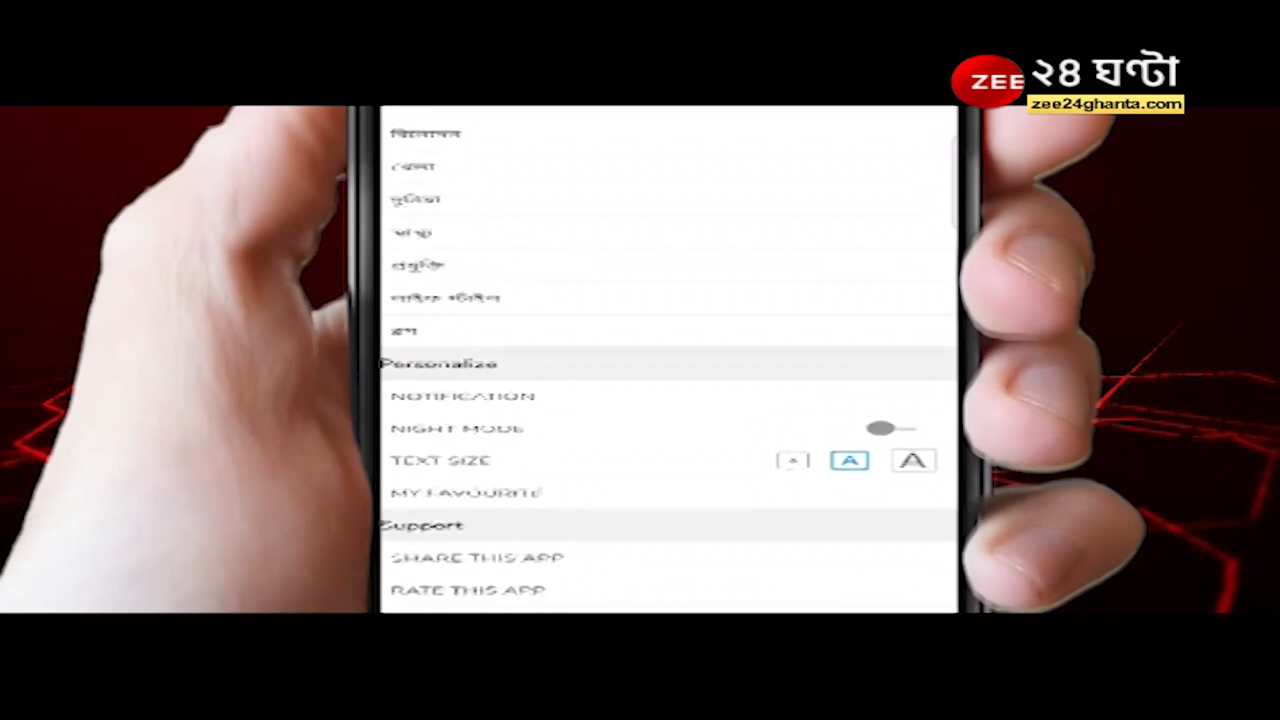 ZEE ২৪ ঘণ্টা
zee24ghanta.com
বিনোদন
খেলা
দুনিয়া
স্বাস্থ্য
প্রযুক্তি
লাইফ স্টাইল
ব্লগ
Personalize
NOTIFICATION
NIGHT MODE
TEXT SIZE A A A
MY FAVOURITE
Support
SHARE THIS APP
RATE THIS APP